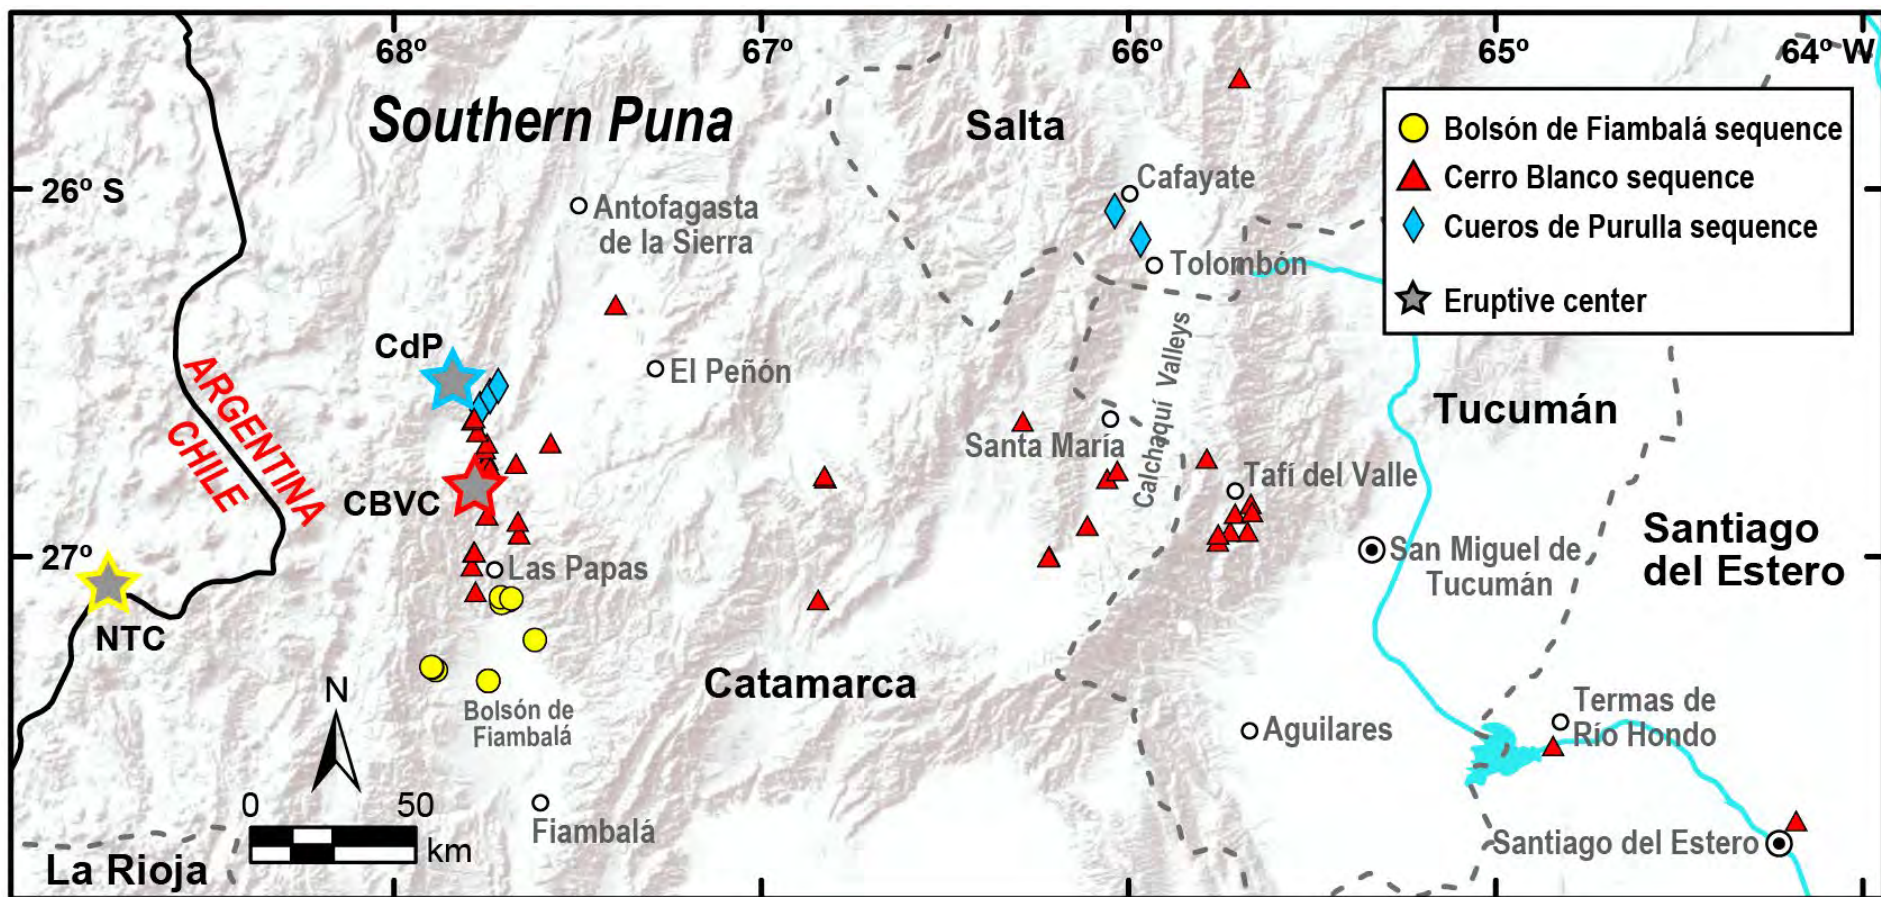 68º
67º
66º
65º
64º W
Southern Puna
Salta
Bolsón de Fiambalá sequence
Cerro Blanco sequence
Cueros de Purulla sequence
Eruptive center
26º S
Cafayate
Antofagasta
de la Sierra
Tolombón
CdP
El Peñón
Calchaquí Valleys
ARGENTINA
CHILE
Tucumán
Santa María
Tafí del Valle
CBVC
Santiago
del Estero
27º
Las Papas
San Miguel de
Tucumán
NTC
Catamarca
N
Bolsón de
Fiambalá
Termas de
Río Hondo
Aguilares
0
50
km
Fiambalá
Santiago del Estero
La Rioja